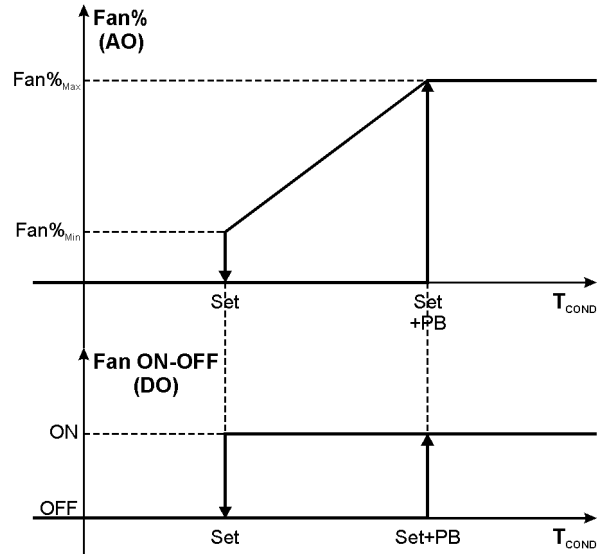 Fan%
(AO)
Fan%Max
Fan%Min
Set
Set
+PB
TCOND
Fan ON-OFF
(DO)
ON
OFF
Set
Set+PB
TCOND